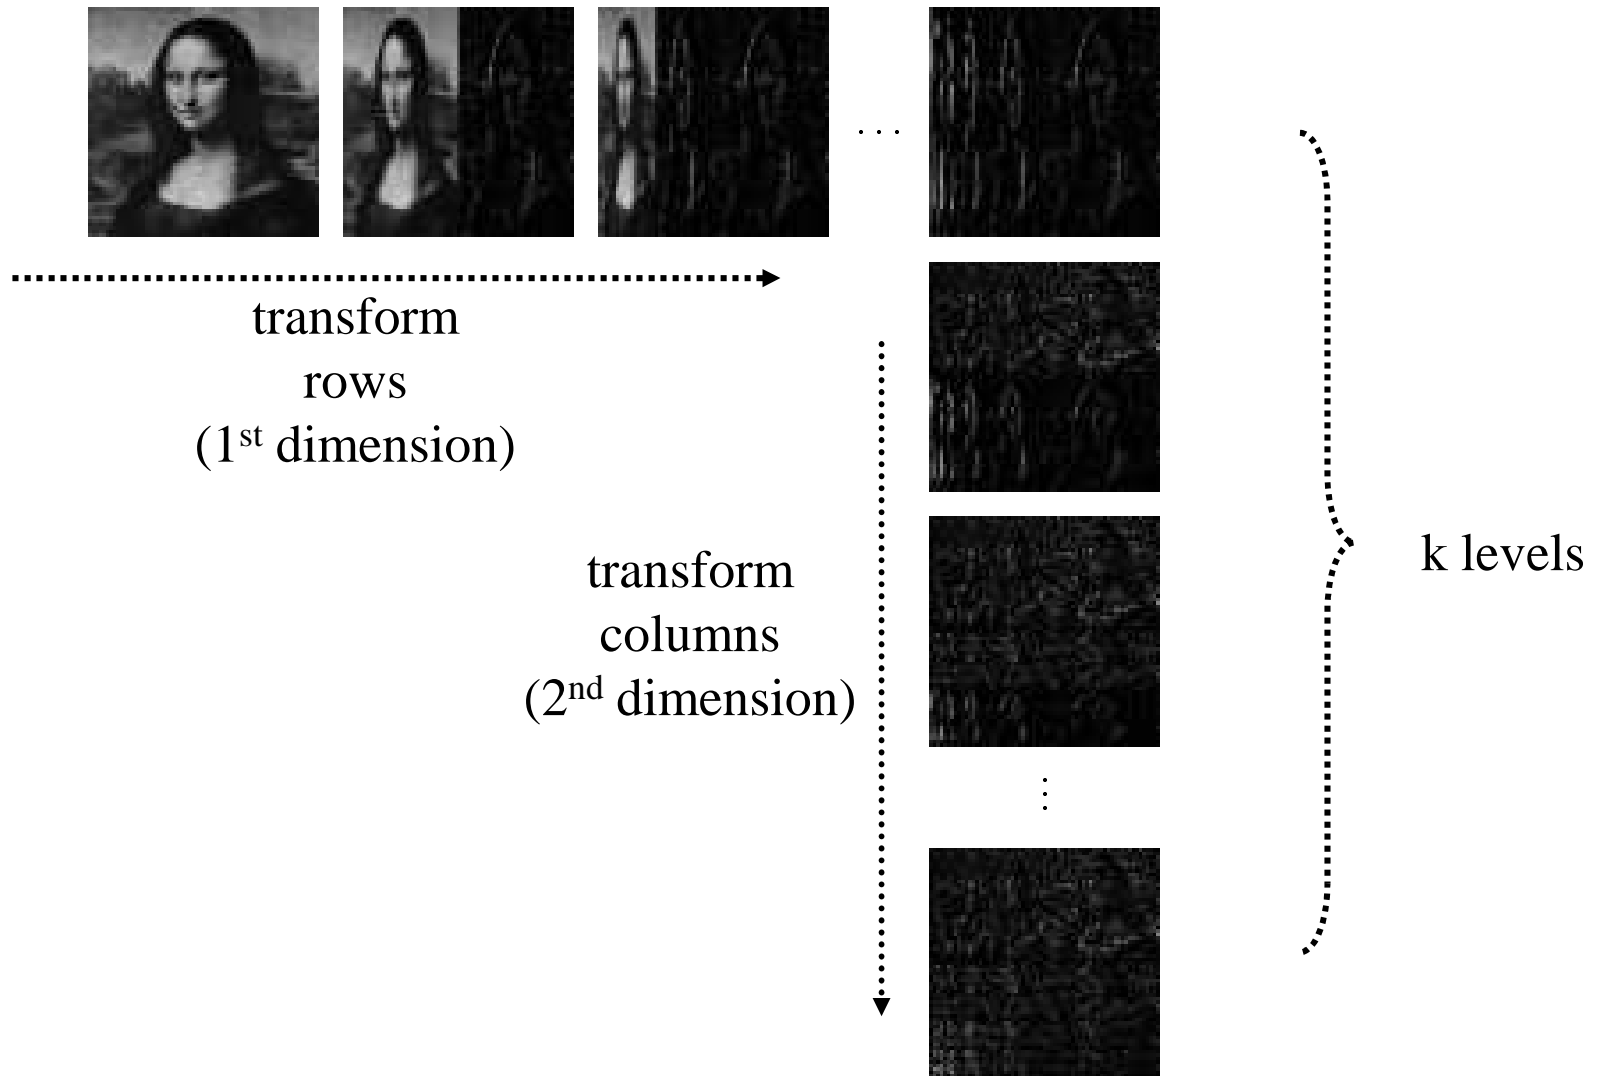 . . .
transform
rows
(1st dimension)
transform
columns
(2nd dimension)
k levels
. . .